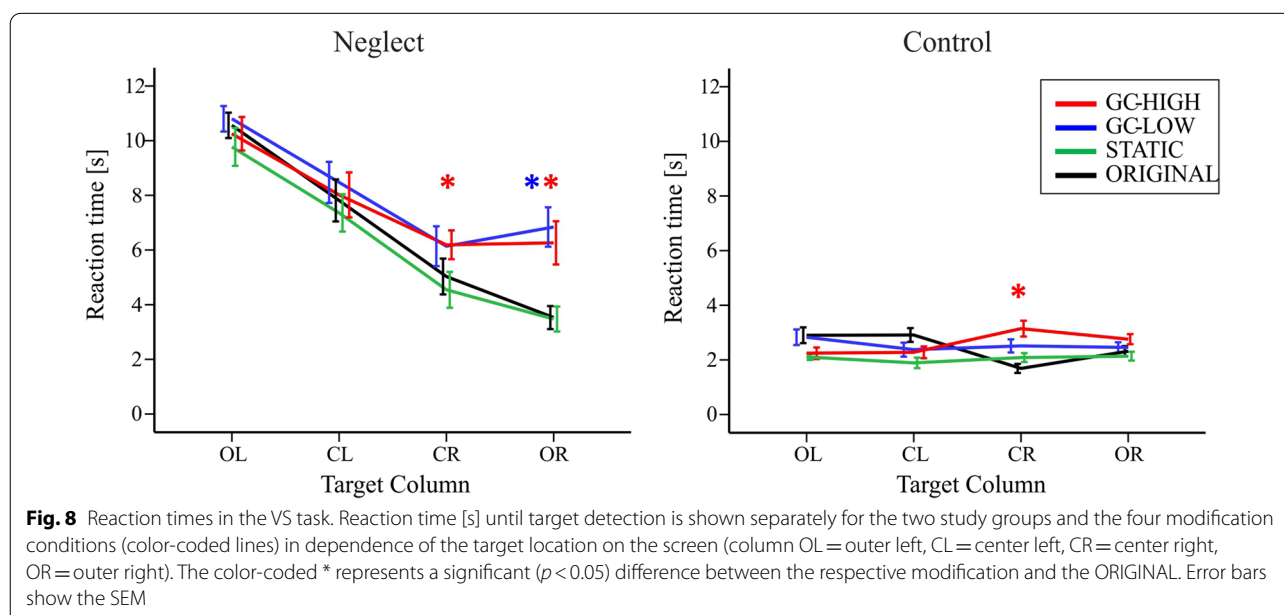 Neglect
Control
12
10
8
6
4
2
0
Reaction time [s]
* * *
OL CL CR OR
Target Column
12
10
8
6
4
2
0
Reaction time [s]
*
OL CL CR OR
Target Column
GC-HIGH
GC-LOW
STATIC
ORIGINAL
Fig. 8 Reaction times in the VS task. Reaction time [s] until target detection is shown separately for the two study groups and the four modification
conditions (color-coded lines) in dependence of the target location on the screen (column OL = outer left, CL = center left, CR = center right,
OR = outer right). The color-coded * represents a significant (p < 0.05) difference between the respective modification and the ORIGINAL. Error bars
show the SEM